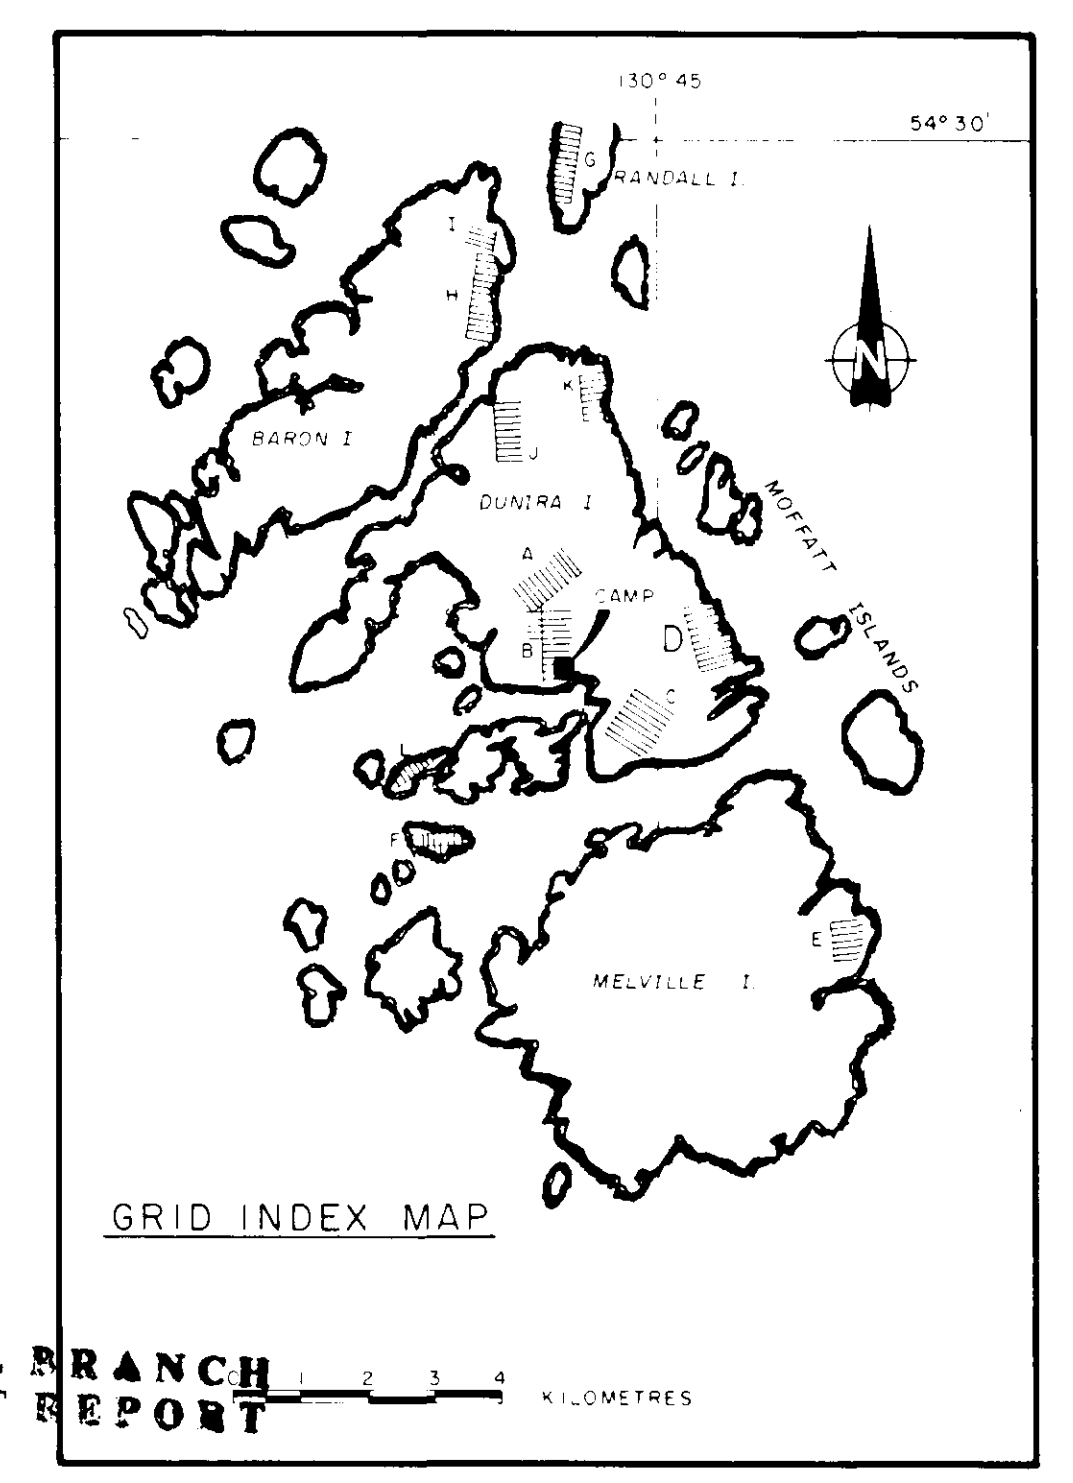 130° 45
54° 30'
G
RANDALL I.
I
H
N
K
BARON I
J
DUNIRA I
MOFFATT ISLANDS
A
CAMP
B
D
C
L
F
E
MELVILLE I.
GRID INDEX MAP
BRANCH
REPORT
0 1 2 3 4
KILOMETRES